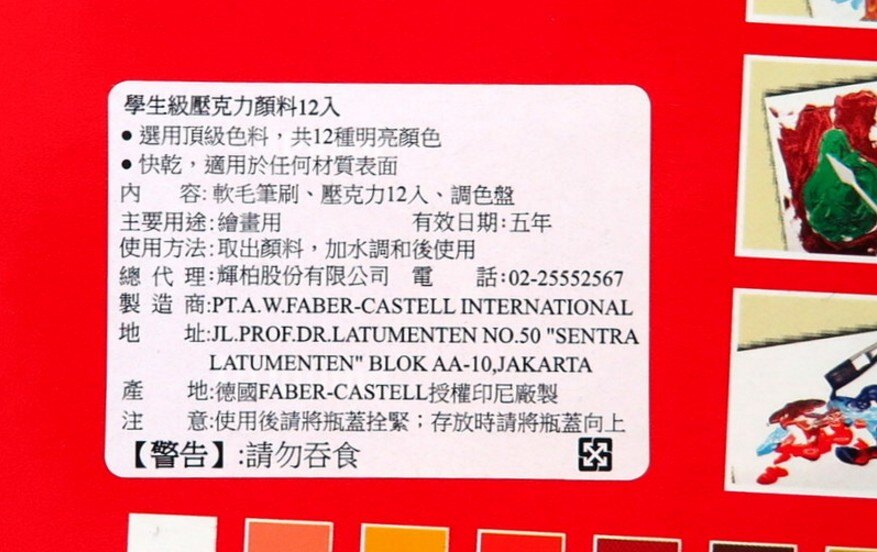 學生級壓克力顏料12入
● 選用頂級色料，共12種明亮顏色
● 快乾，適用於任何材質表面
內　　容: 軟毛筆刷、壓克力12入、調色盤
主要用途:繪畫用　　有效日期:五年
使用方法:取出顏料，加水調和後使用
總 代 理:輝柏股份有限公司　電　　話:02-25552567
製 造 商:PT.A.W.FABER-CASTELL INTERNATIONAL
地　　址:JL.PROF.DR.LATUMENTEN NO.50 "SENTRA
LATUMENTEN" BLOK AA-10,JAKARTA
產　　地:德國FABER-CASTELL授權印尼廠製
注　　意:使用後請將瓶蓋拴緊；存放時請將瓶蓋向上
【警告】:請勿吞食